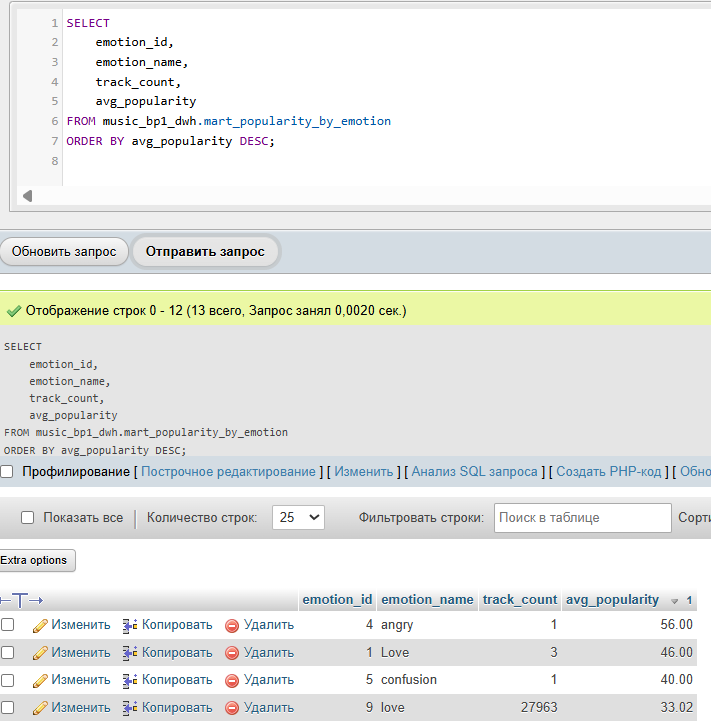 1 SELECT
2 emotion_id,
3 emotion_name,
4 track_count,
5 avg_popularity
6 FROM music_bp1_dwh.mart_popularity_by_emotion
7 ORDER BY avg_popularity DESC;
8
Обновить запрос Отправить запрос
Отображение строк 0 - 12 (13 всего, Запрос занял 0,0020 сек.)
SELECT
emotion_id,
emotion_name,
track_count,
avg_popularity
FROM music_bp1_dwh.mart_popularity_by_emotion
ORDER BY avg_popularity DESC;
Профилирование [ Построчное редактирование ] [ Изменить ] [ Анализ SQL запроса ] [ Создать PHP-код ] [ Обно
Показать все Количество строк: 25 Фильтровать строки: Поиск в таблице Сорти
Extra options
emotion_id emotion_name track_count avg_popularity 1
Изменить Копировать Удалить 4 angry 1 56.00
Изменить Копировать Удалить 1 Love 3 46.00
Изменить Копировать Удалить 5 confusion 1 40.00
Изменить Копировать Удалить 9 love 27963 33.02